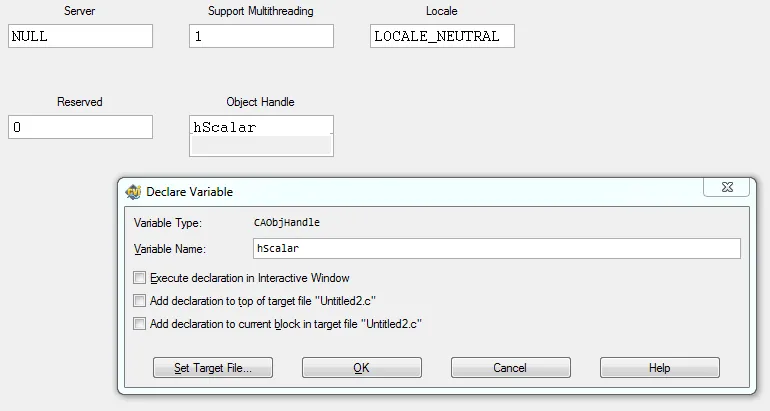 Server Support Multithreading Locale
NULL 1 LOCALE_NEUTRAL
Reserved Object Handle
0 hScalar
Declare Variable
Variable Type: CAObjHandle
Variable Name: hScalar
Execute declaration in Interactive Window
Add declaration to top of target file "Untitled2.c"
Add declaration to current block in target file "Untitled2.c"
Set Target File... OK Cancel Help